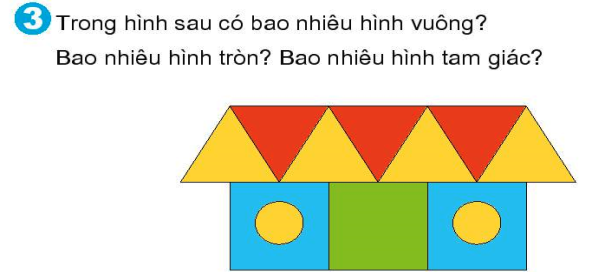 3 Trong hình sau có bao nhiêu hình vuông?
Bao nhiêu hình tròn? Bao nhiêu hình tam giác?